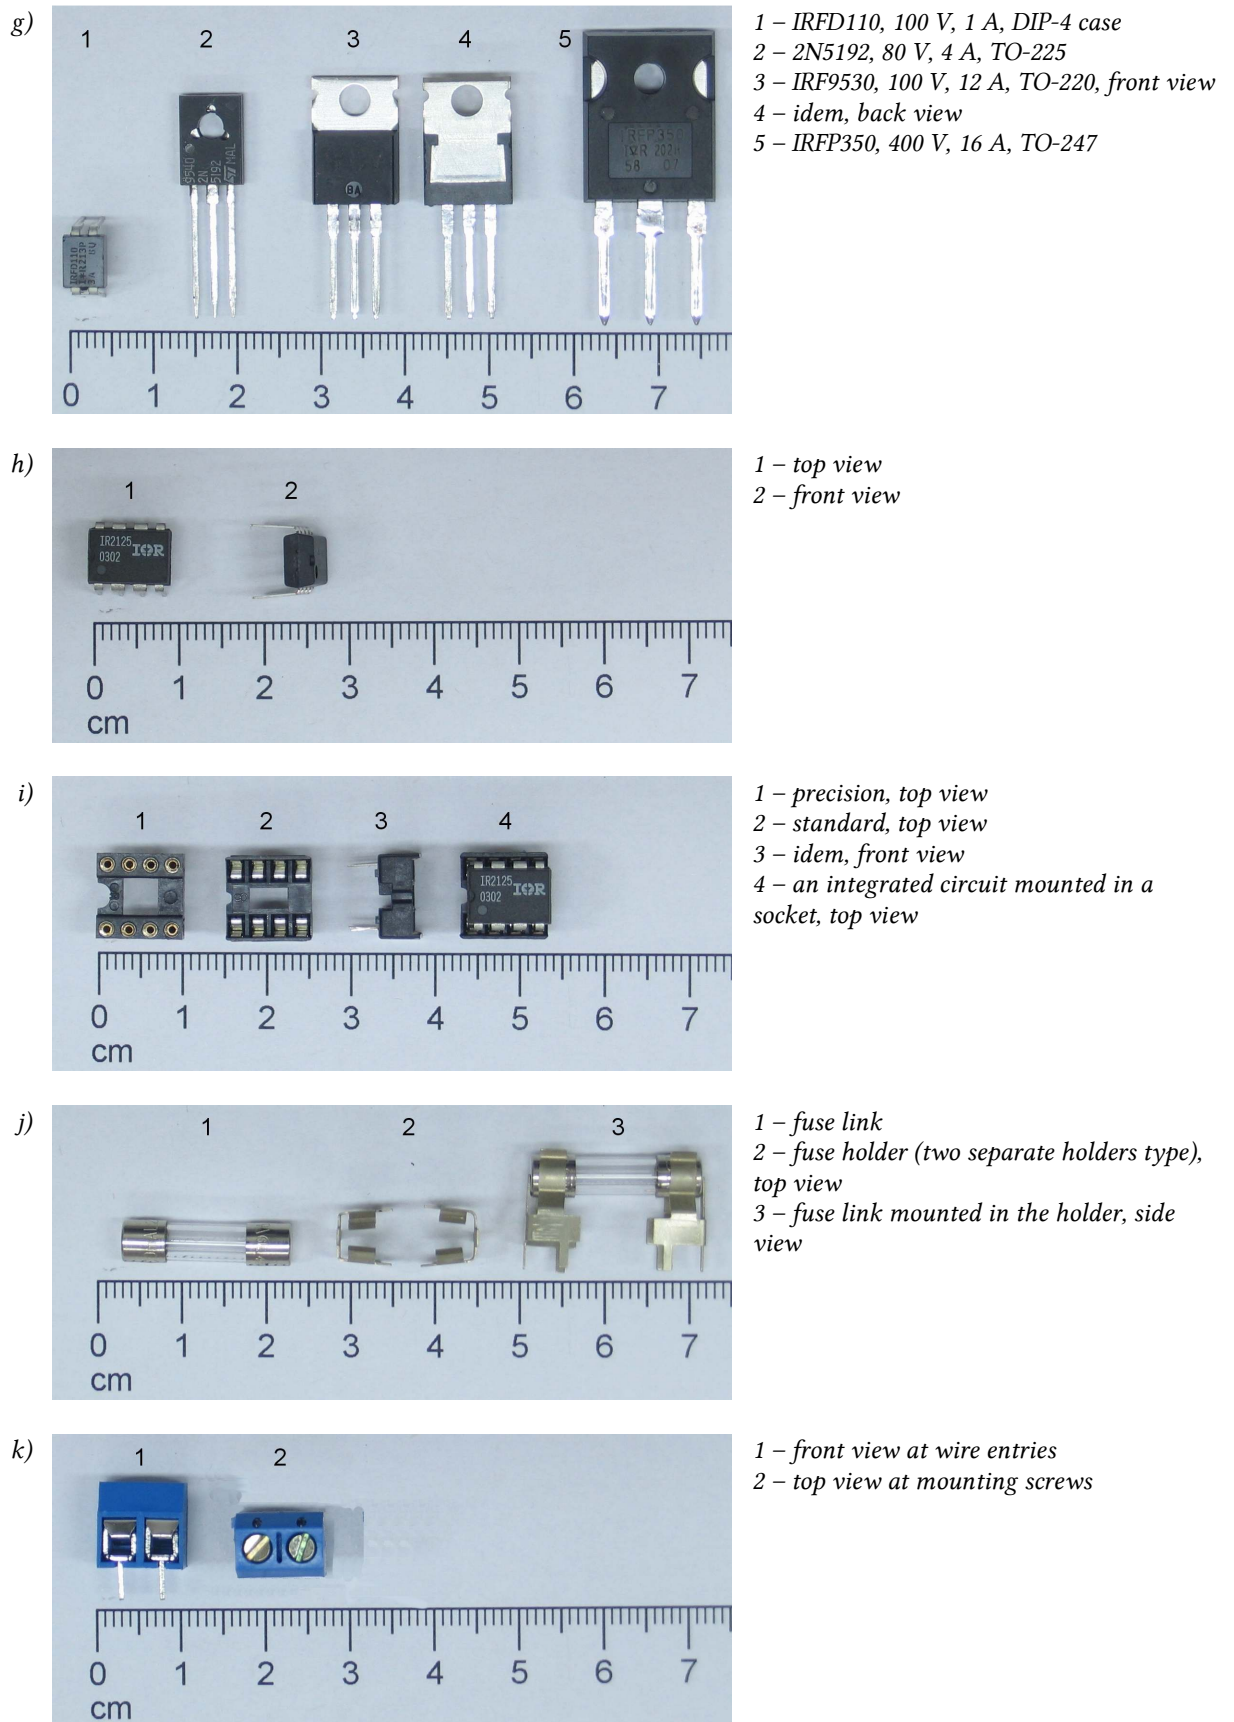 g)
1 2 3 4 5
9540
2N
5192
MAL
8A
IRFP350
IRFD110
0 1 2 3 4 5 6 7
1 – IRFD110, 100 V, 1 A, DIP-4 case
2 – 2N5192, 80 V, 4 A, TO-225
3 – IRF9530, 100 V, 12 A, TO-220, front view
4 – idem, back view
5 – IRFP350, 400 V, 16 A, TO-247
h)
1 2
IR2125
0302 IOR
0 1 2 3 4 5 6 7
cm
1 – top view
2 – front view
i)
1 2 3 4
IR2125
0302 IOR
0 1 2 3 4 5 6 7
cm
1 – precision, top view
2 – standard, top view
3 – idem, front view
4 – an integrated circuit mounted in a
socket, top view
j)
1 2 3
0 1 2 3 4 5 6 7
cm
1 – fuse link
2 – fuse holder (two separate holders type),
top view
3 – fuse link mounted in the holder, side
view
k)
1 2
0 1 2 3 4 5 6 7
cm
1 – front view at wire entries
2 – top view at mounting screws